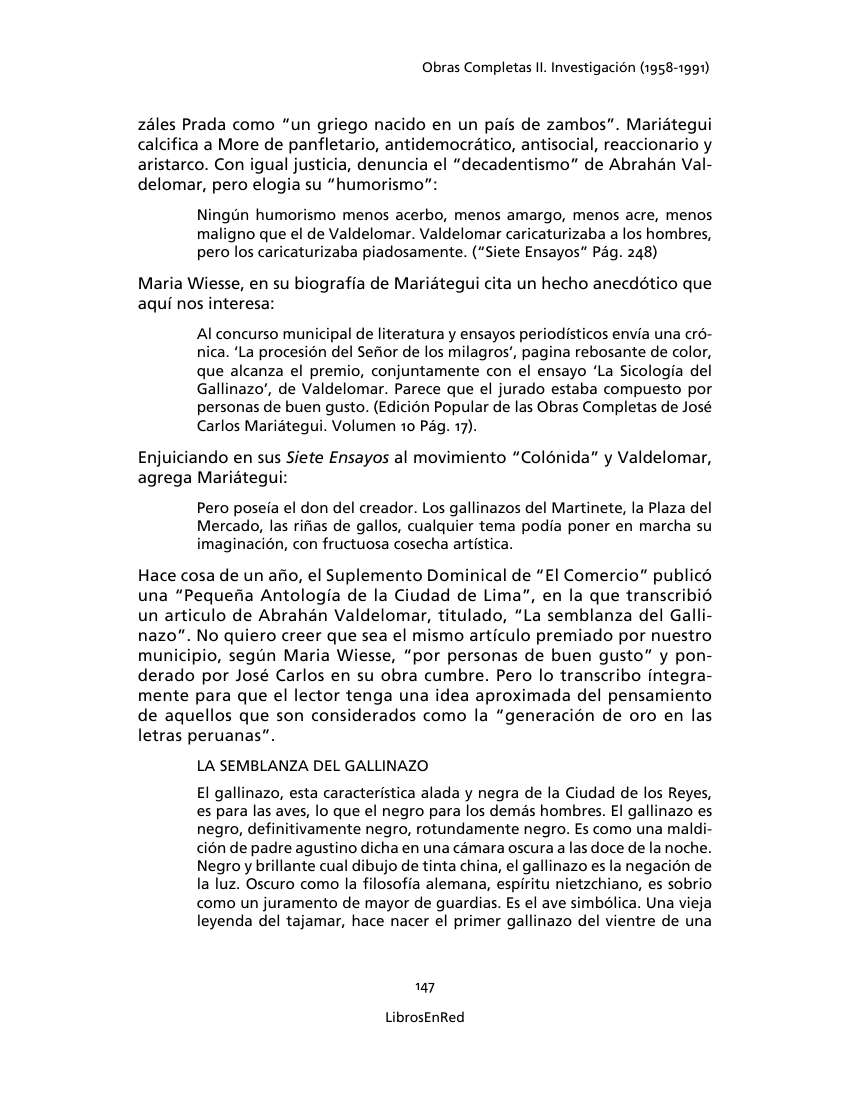 Obras Completas II. Investigación (1958-1991)
záles Prada como “un griego nacido en un país de zambos”. Mariátegui
calcifica a More de panfletario, antidemocrático, antisocial, reaccionario y
aristarco. Con igual justicia, denuncia el “decadentismo” de Abrahán Val-
delomar, pero elogia su “humorismo”:
Ningún humorismo menos acerbo, menos amargo, menos acre, menos
maligno que el de Valdelomar. Valdelomar caricaturizaba a los hombres,
pero los caricaturizaba piadosamente. (“Siete Ensayos” Pág. 248)
Maria Wiesse, en su biografía de Mariátegui cita un hecho anecdótico que
aquí nos interesa:
Al concurso municipal de literatura y ensayos periodísticos envía una cró-
nica. ‘La procesión del Señor de los milagros’, pagina rebosante de color,
que alcanza el premio, conjuntamente con el ensayo ‘La Sicología del
Gallinazo’, de Valdelomar. Parece que el jurado estaba compuesto por
personas de buen gusto. (Edición Popular de las Obras Completas de José
Carlos Mariátegui. Volumen 10 Pág. 17).
Enjuiciando en sus Siete Ensayos al movimiento “Colónida” y Valdelomar,
agrega Mariátegui:
Pero poseía el don del creador. Los gallinazos del Martinete, la Plaza del
Mercado, las riñas de gallos, cualquier tema podía poner en marcha su
imaginación, con fructuosa cosecha artística.
Hace cosa de un año, el Suplemento Dominical de “El Comercio” publicó
una “Pequeña Antología de la Ciudad de Lima”, en la que transcribió
un articulo de Abrahán Valdelomar, titulado, “La semblanza del Galli-
nazo”. No quiero creer que sea el mismo artículo premiado por nuestro
municipio, según Maria Wiesse, “por personas de buen gusto” y pon-
derado por José Carlos en su obra cumbre. Pero lo transcribo íntegra-
mente para que el lector tenga una idea aproximada del pensamiento
de aquellos que son considerados como la “generación de oro en las
letras peruanas”.
LA SEMBLANZA DEL GALLINAZO
El gallinazo, esta característica alada y negra de la Ciudad de los Reyes,
es para las aves, lo que el negro para los demás hombres. El gallinazo es
negro, definitivamente negro, rotundamente negro. Es como una maldi-
ción de padre agustino dicha en una cámara oscura a las doce de la noche.
Negro y brillante cual dibujo de tinta china, el gallinazo es la negación de
la luz. Oscuro como la filosofía alemana, espíritu nietzchiano, es sobrio
como un juramento de mayor de guardias. Es el ave simbólica. Una vieja
leyenda del tajamar, hace nacer el primer gallinazo del vientre de una
147
LibrosEnRed